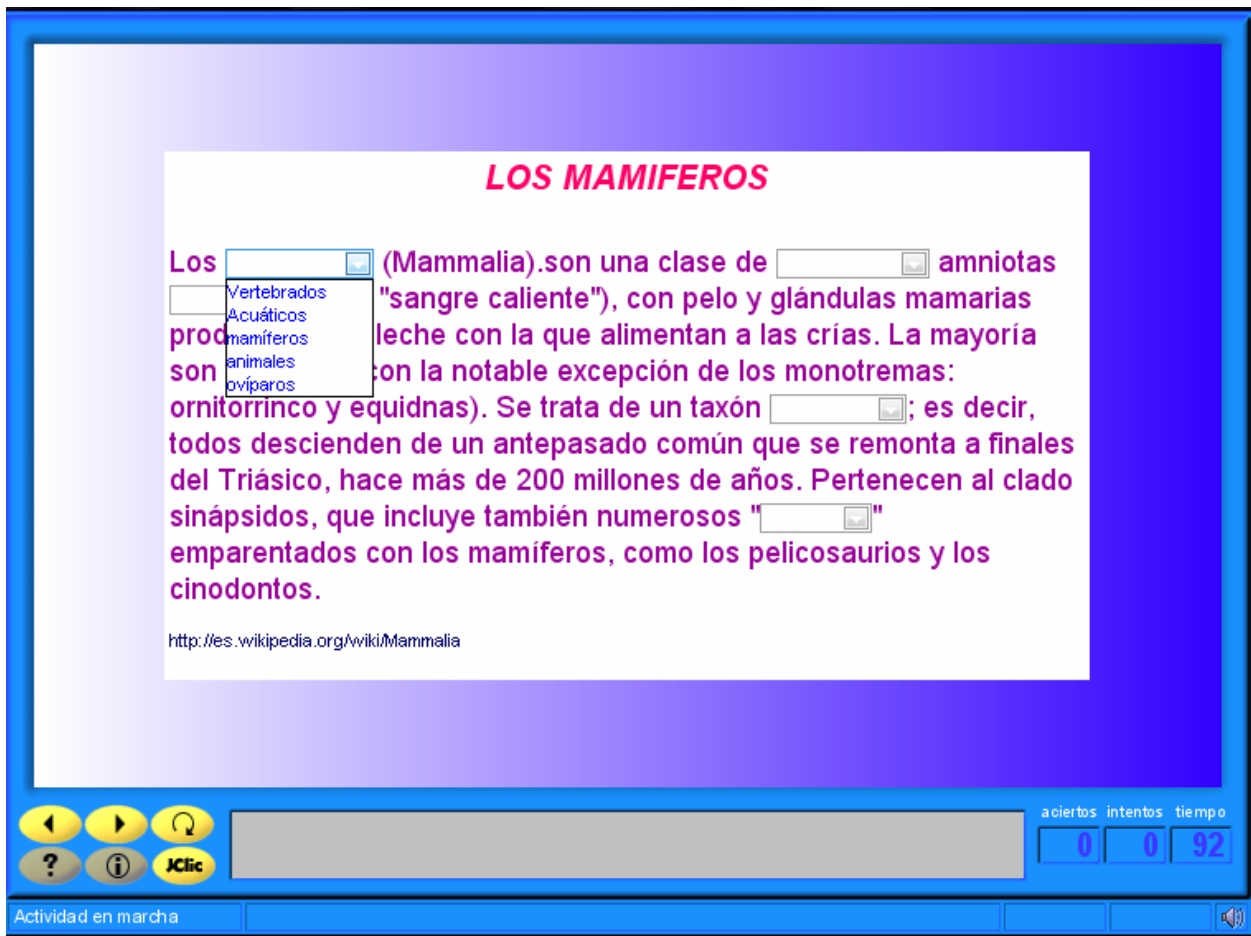 LOS MAMIFEROS
Los (Mammalia).son una clase de amniotas
Vertebrados
Acuáticos
mamíferos
animales
ovíparos
"sangre caliente"), con pelo y glándulas mamarias
prod leche con la que alimentan a las crías. La mayoría
son con la notable excepción de los monotremas:
ornitorrinco y equidnas). Se trata de un taxón ; es decir,
todos descienden de un antepasado común que se remonta a finales
del Triásico, hace más de 200 millones de años. Pertenecen al clado
sinápsidos, que incluye también numerosos " "
emparentados con los mamíferos, como los pelicosaurios y los
cinodontos.
http://es.wikipedia.org/wiki/Mammalia
aciertos intentos tiempo
0 0 92
? i JClic
Actividad en marcha